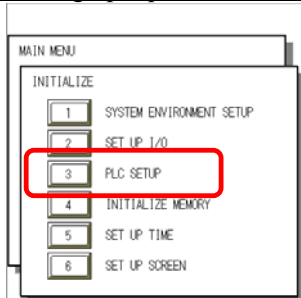 MAIN MENU
INITIALIZE
1 SYSTEM ENVIRONMENT SETUP
2 SET UP I/O
3 PLC SETUP
4 INITIALIZE MEMORY
5 SET UP TIME
6 SET UP SCREEN